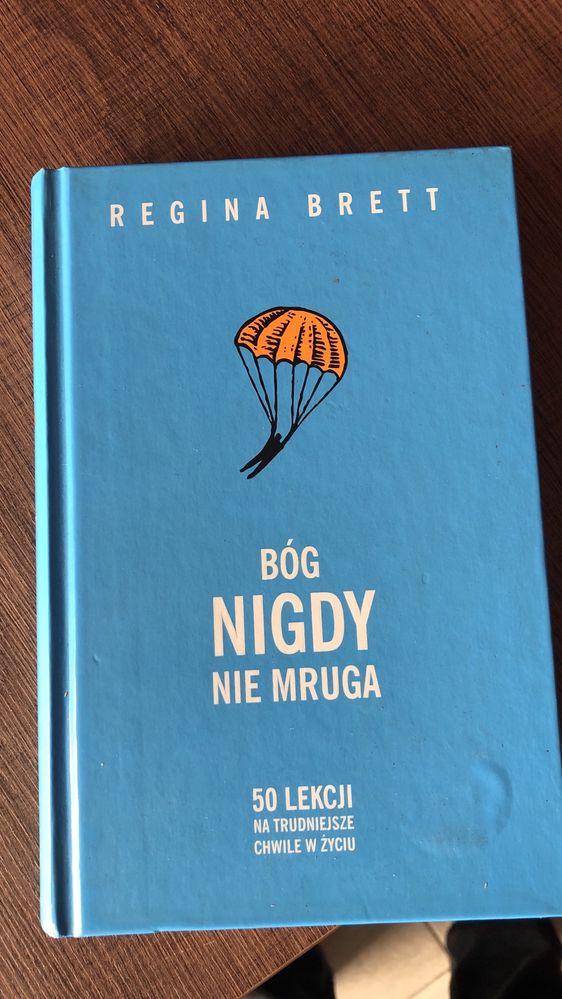 REGINA BRETT
BÓG
NIGDY
NIE MRUGA
50 LEKCJI
NA TRUDNIEJSZE
CHWILE W ŻYCIU